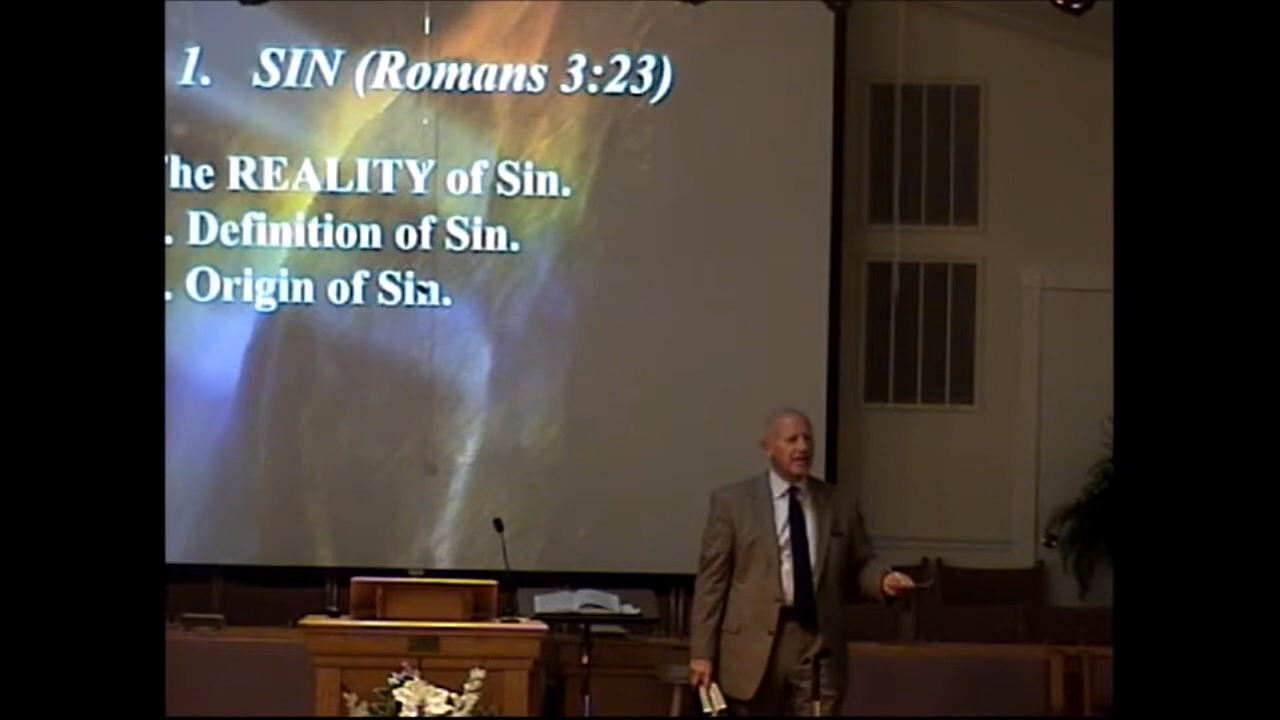 1. SIN (Romans 3:23)
he REALITY of Sin.
. Definition of Sin.
. Origin of Sin.